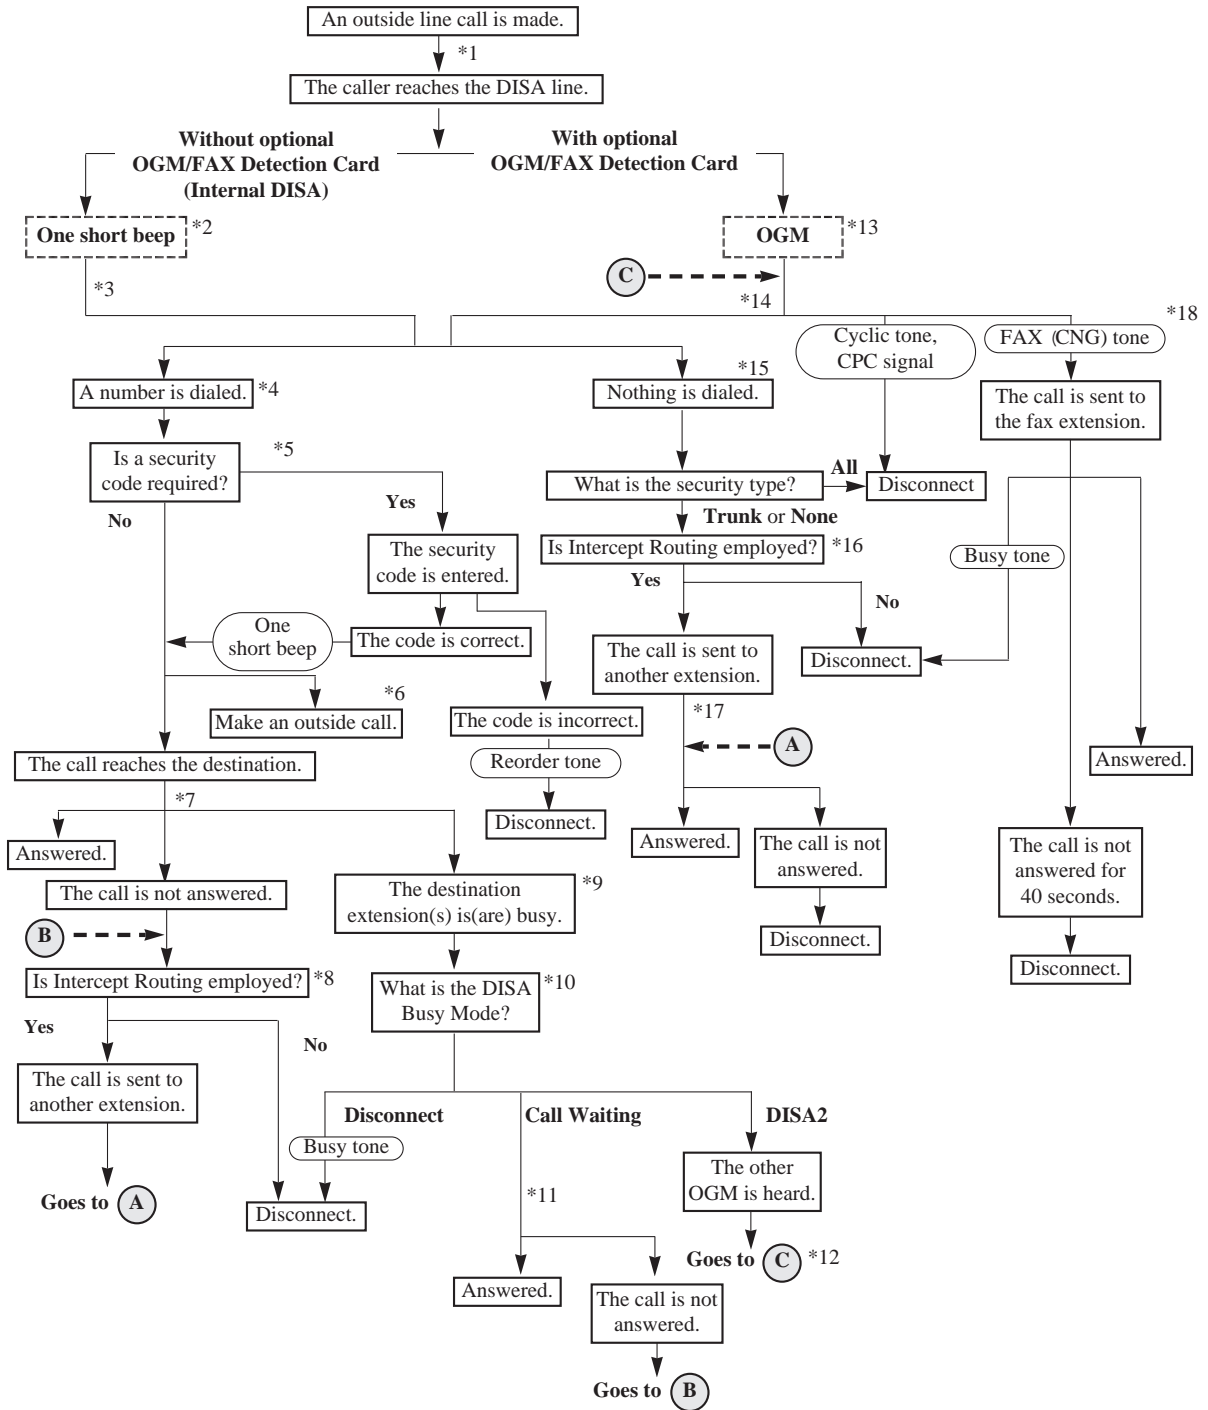 An outside line call is made.
*1
The caller reaches the DISA line.
Without optional
OGM/FAX Detection Card
(Internal DISA)
With optional
OGM/FAX Detection Card
One short beep
*2
OGM
*13
C
*3
*14
*18
Cyclic tone,
CPC signal
FAX (CNG) tone
*15
A number is dialed.
*4
Nothing is dialed.
The call is sent to
the fax extension.
*5
Is a security
code required?
What is the security type?
All
Disconnect
Yes
No
Trunk or None
The security
code is entered.
Is Intercept Routing employed?
*16
Busy tone
Yes
No
One
short beep
The code is correct.
The call is sent to
another extension.
Disconnect.
*6
Make an outside call.
The code is incorrect.
*17
Reorder tone
A
Answered.
The call reaches the destination.
*7
Disconnect.
Answered.
Answered.
The call is not
answered.
The call is not
answered for
40 seconds.
The call is not answered.
The destination
extension(s) is(are) busy.
*9
B
Disconnect.
Disconnect.
Is Intercept Routing employed?
*8
What is the DISA
Busy Mode?
*10
Yes
No
The call is sent to
another extension.
Disconnect
Call Waiting
DISA2
Busy tone
The other
OGM is heard.
Goes to A
Disconnect.
*11
Goes to C *12
Answered.
The call is not
answered.
Goes to B